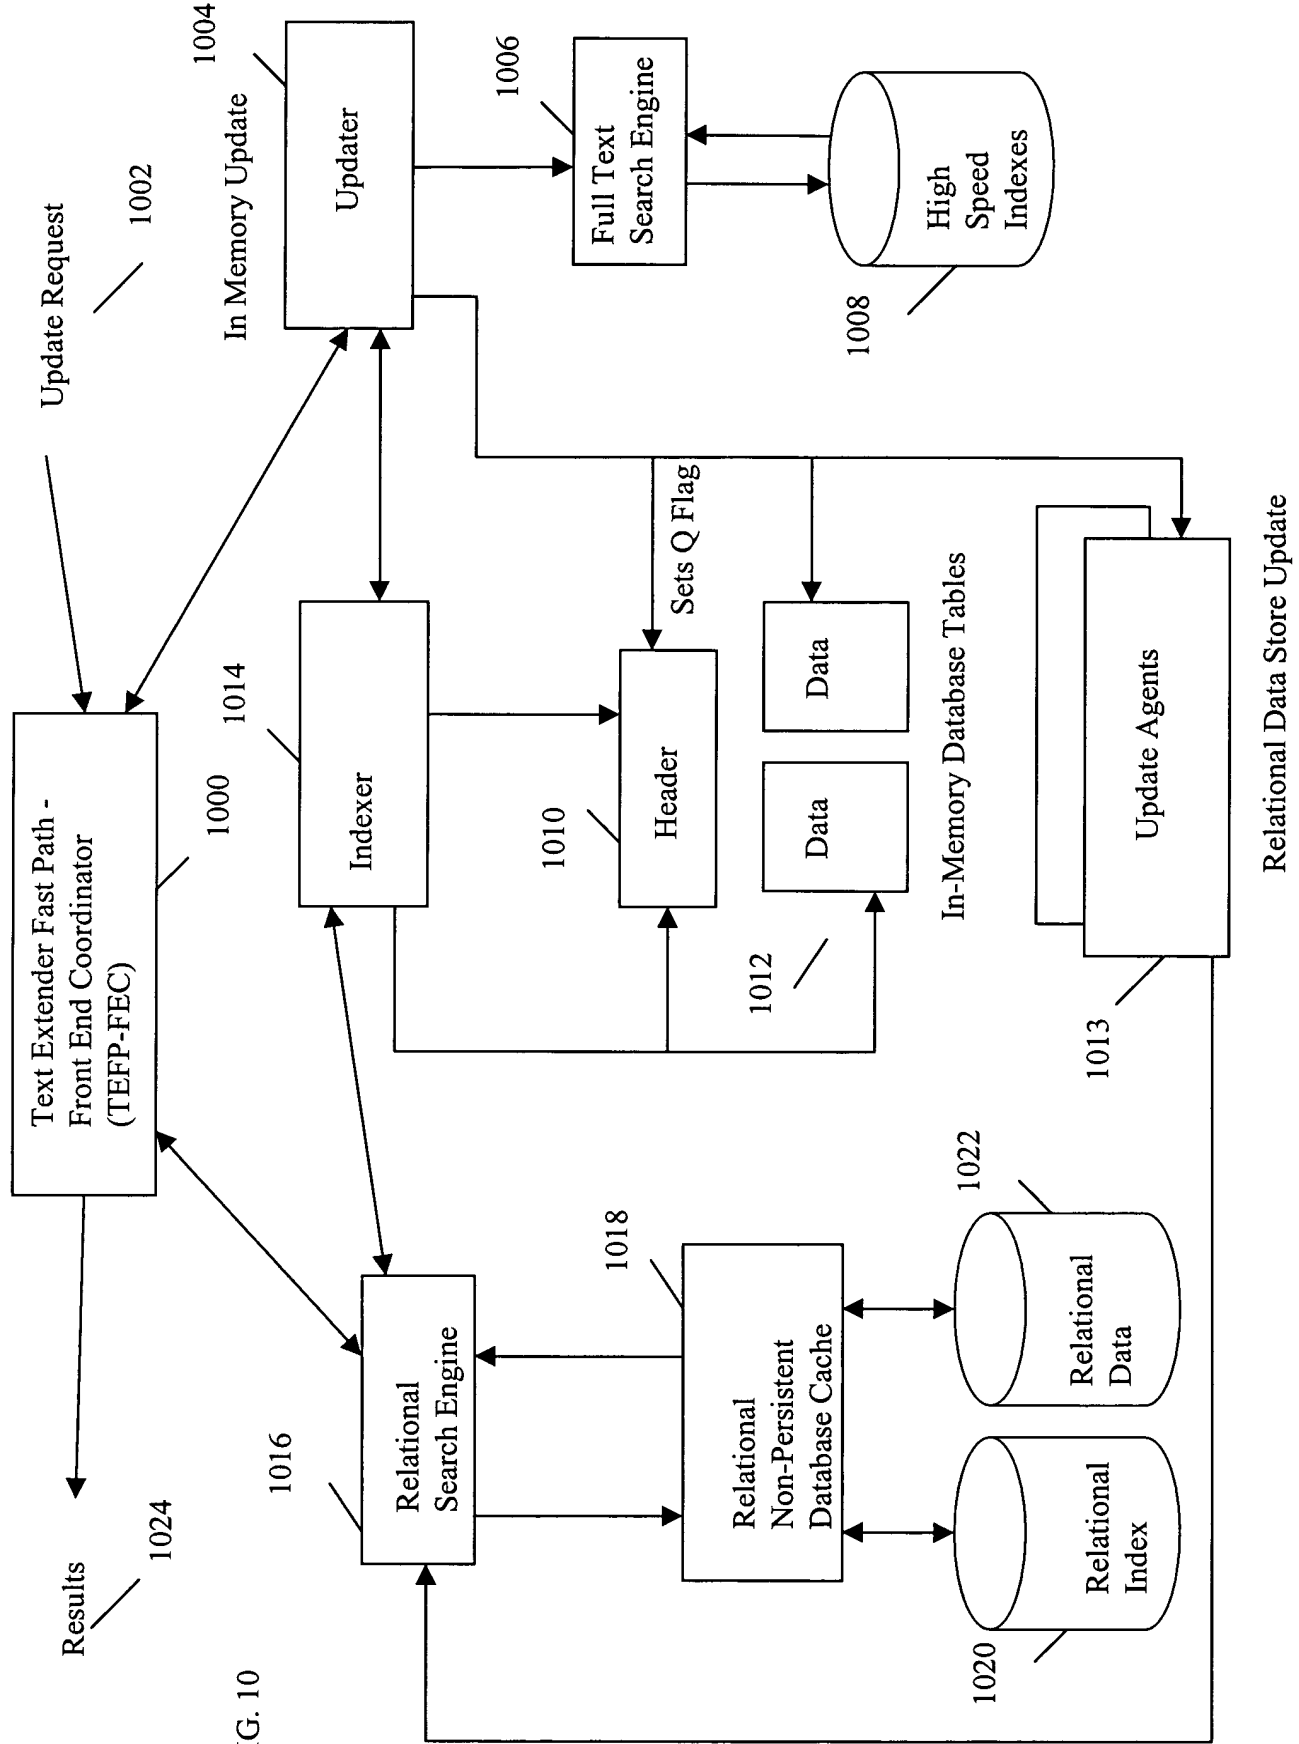 Results
1024
Text Extender Fast Path -
Front End Coordinator
(TEFP-FEC)
1000
Update Request
1002
1016
Relational
Search Engine
1014
Indexer
In Memory Update
1004
Updater
1018
Relational
Non-Persistent
Database Cache
1010
Header
Sets Q Flag
1006
Full Text
Search Engine
1012
Data
Data
In-Memory Database Tables
1008
High
Speed
Indexes
1020
Relational
Index
1022
Relational
Data
1013
Update Agents
Relational Data Store Update
IG. 10